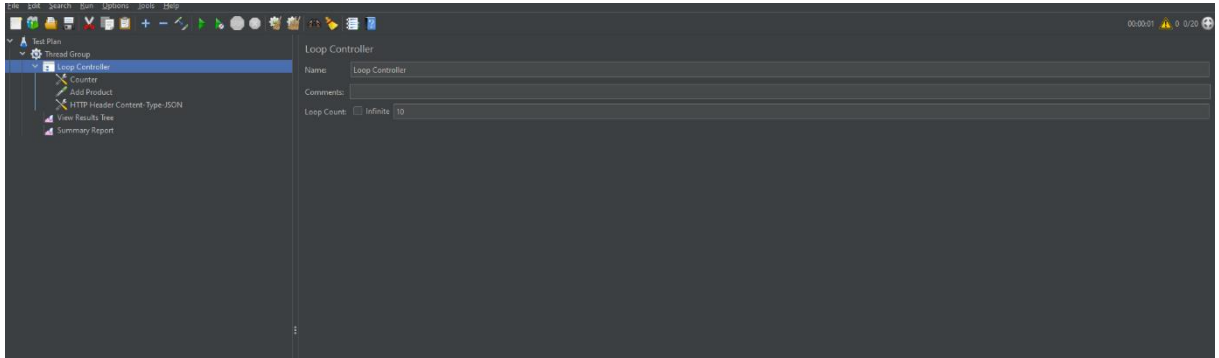 File Edit Search Run Options Tools Help
00:00:01 0 0/20
Test Plan
Thread Group
Loop Controller
Counter
Add Product
HTTP Header Content-Type-JSON
View Results Tree
Summary Report
Loop Controller
Name: Loop Controller
Comments:
Loop Count: Infinite 10